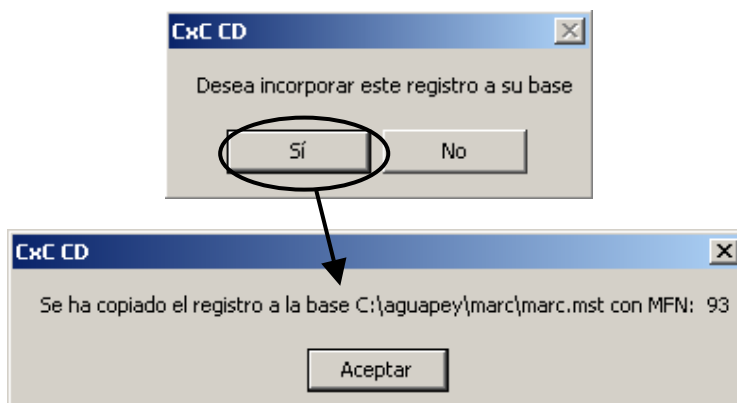 CxC CD
Desea incorporar este registro a su base
Sí
No
CxC CD
Se ha copiado el registro a la base C:\aguapey\marc\marc.mst con MFN: 93
Aceptar